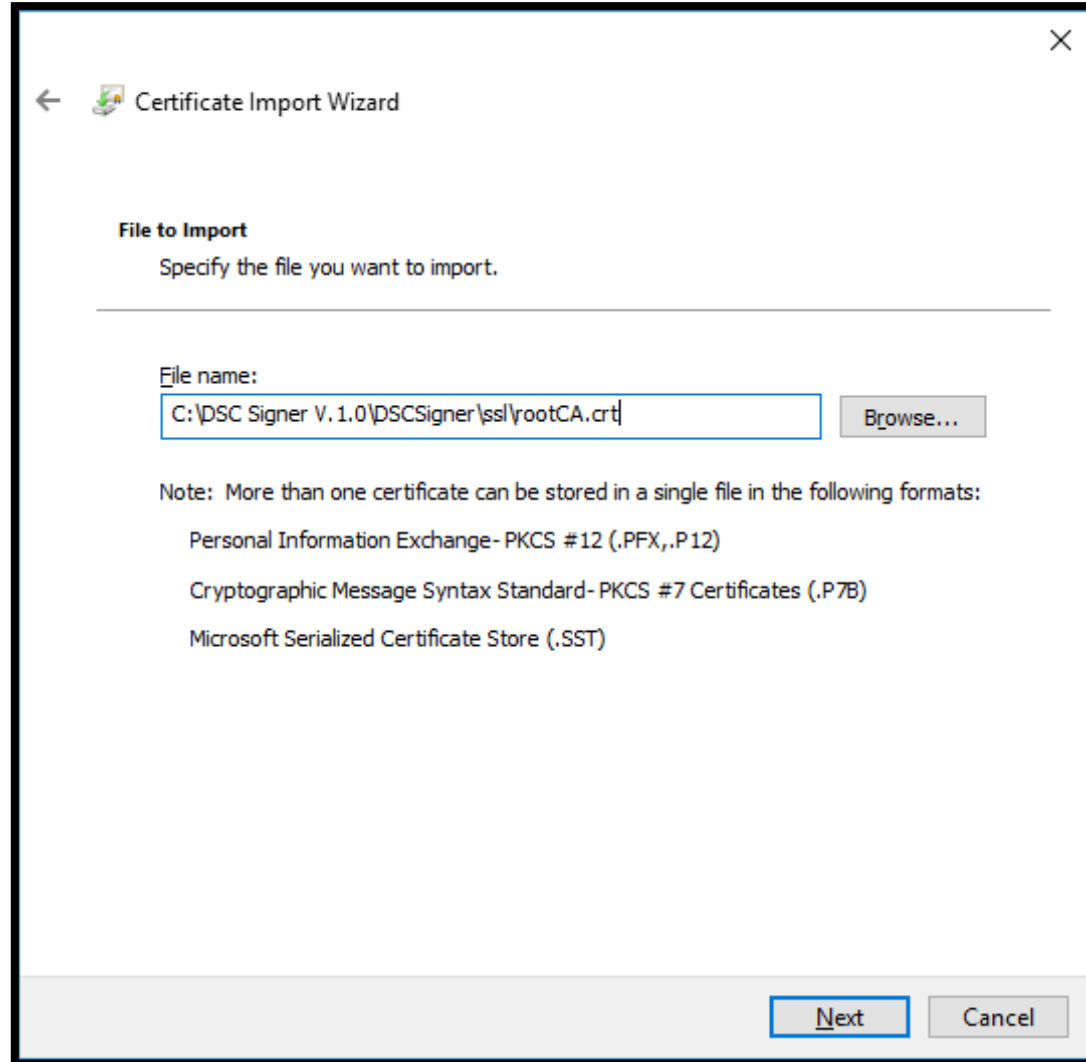 Certificate Import Wizard
File to Import
Specify the file you want to import.
File name:
C:\DSC Signer V.1.0\DSCSigner\ssl\rootCA.crt
Browse...
Note: More than one certificate can be stored in a single file in the following formats:
Personal Information Exchange- PKCS #12 (.PFX,.P12)
Cryptographic Message Syntax Standard- PKCS #7 Certificates (.P7B)
Microsoft Serialized Certificate Store (.SST)
Next
Cancel